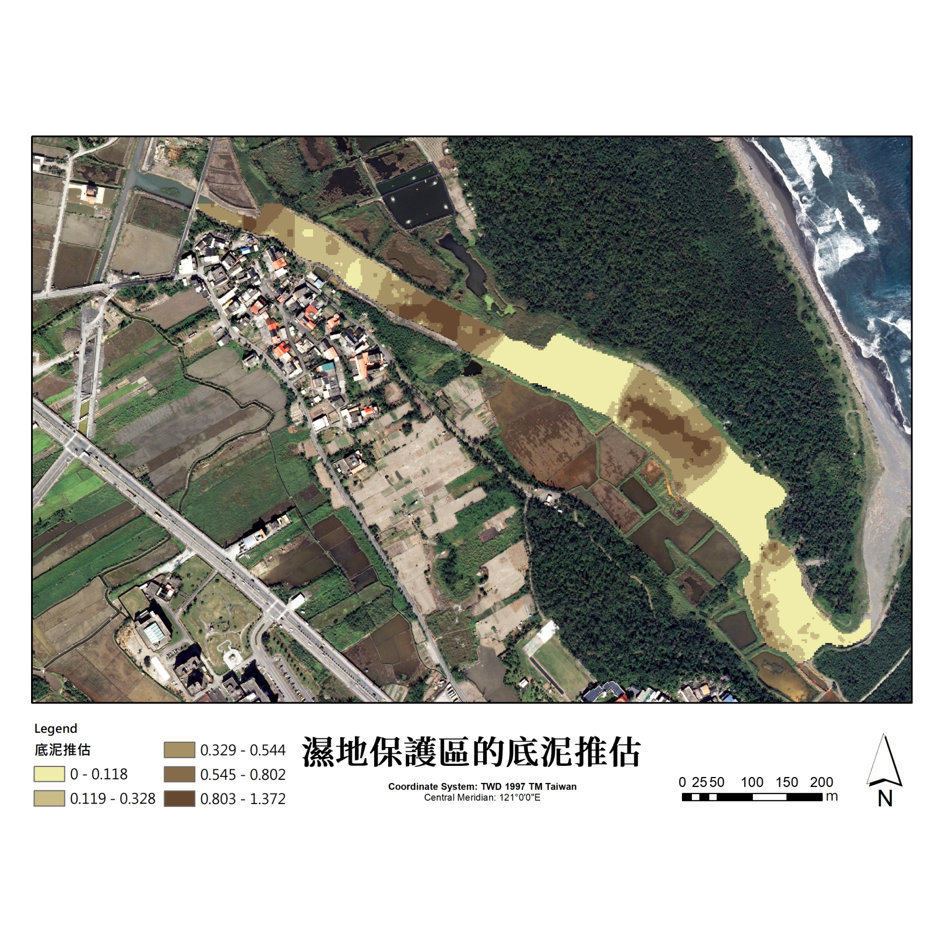 Legend
底泥推估
0 - 0.118
0.119 - 0.328
0.329 - 0.544
0.545 - 0.802
0.803 - 1.372
濕地保護區的底泥推估
Coordinate System: TWD 1997 TM Taiwan
Central Meridian: 121°0'0"E
0 25 50 100 150 200
m
N